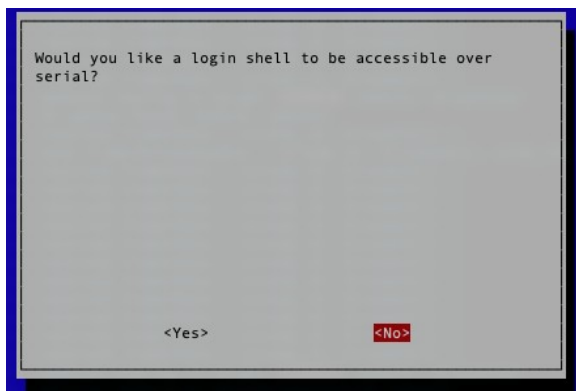 Would you like a login shell to be accessible over
serial?
<Yes> <No>